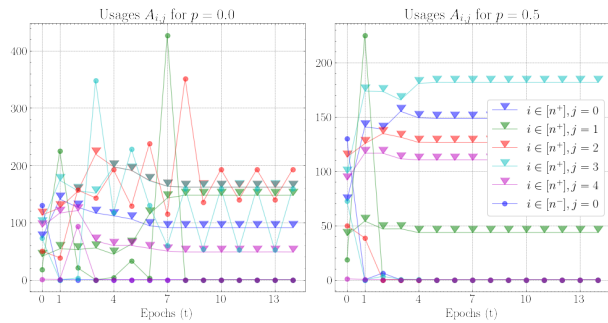 Usages A_{i,j} for p = 0.0
400
300
200
100
0
0 1 4 7 10 13
Epochs (t)
Usages A_{i,j} for p = 0.5
200
150
100
50
0
0 1 4 7 10 13
Epochs (t)
i ∈ [n⁺], j = 0
i ∈ [n⁺], j = 1
i ∈ [n⁺], j = 2
i ∈ [n⁺], j = 3
i ∈ [n⁺], j = 4
i ∈ [n⁻], j = 0